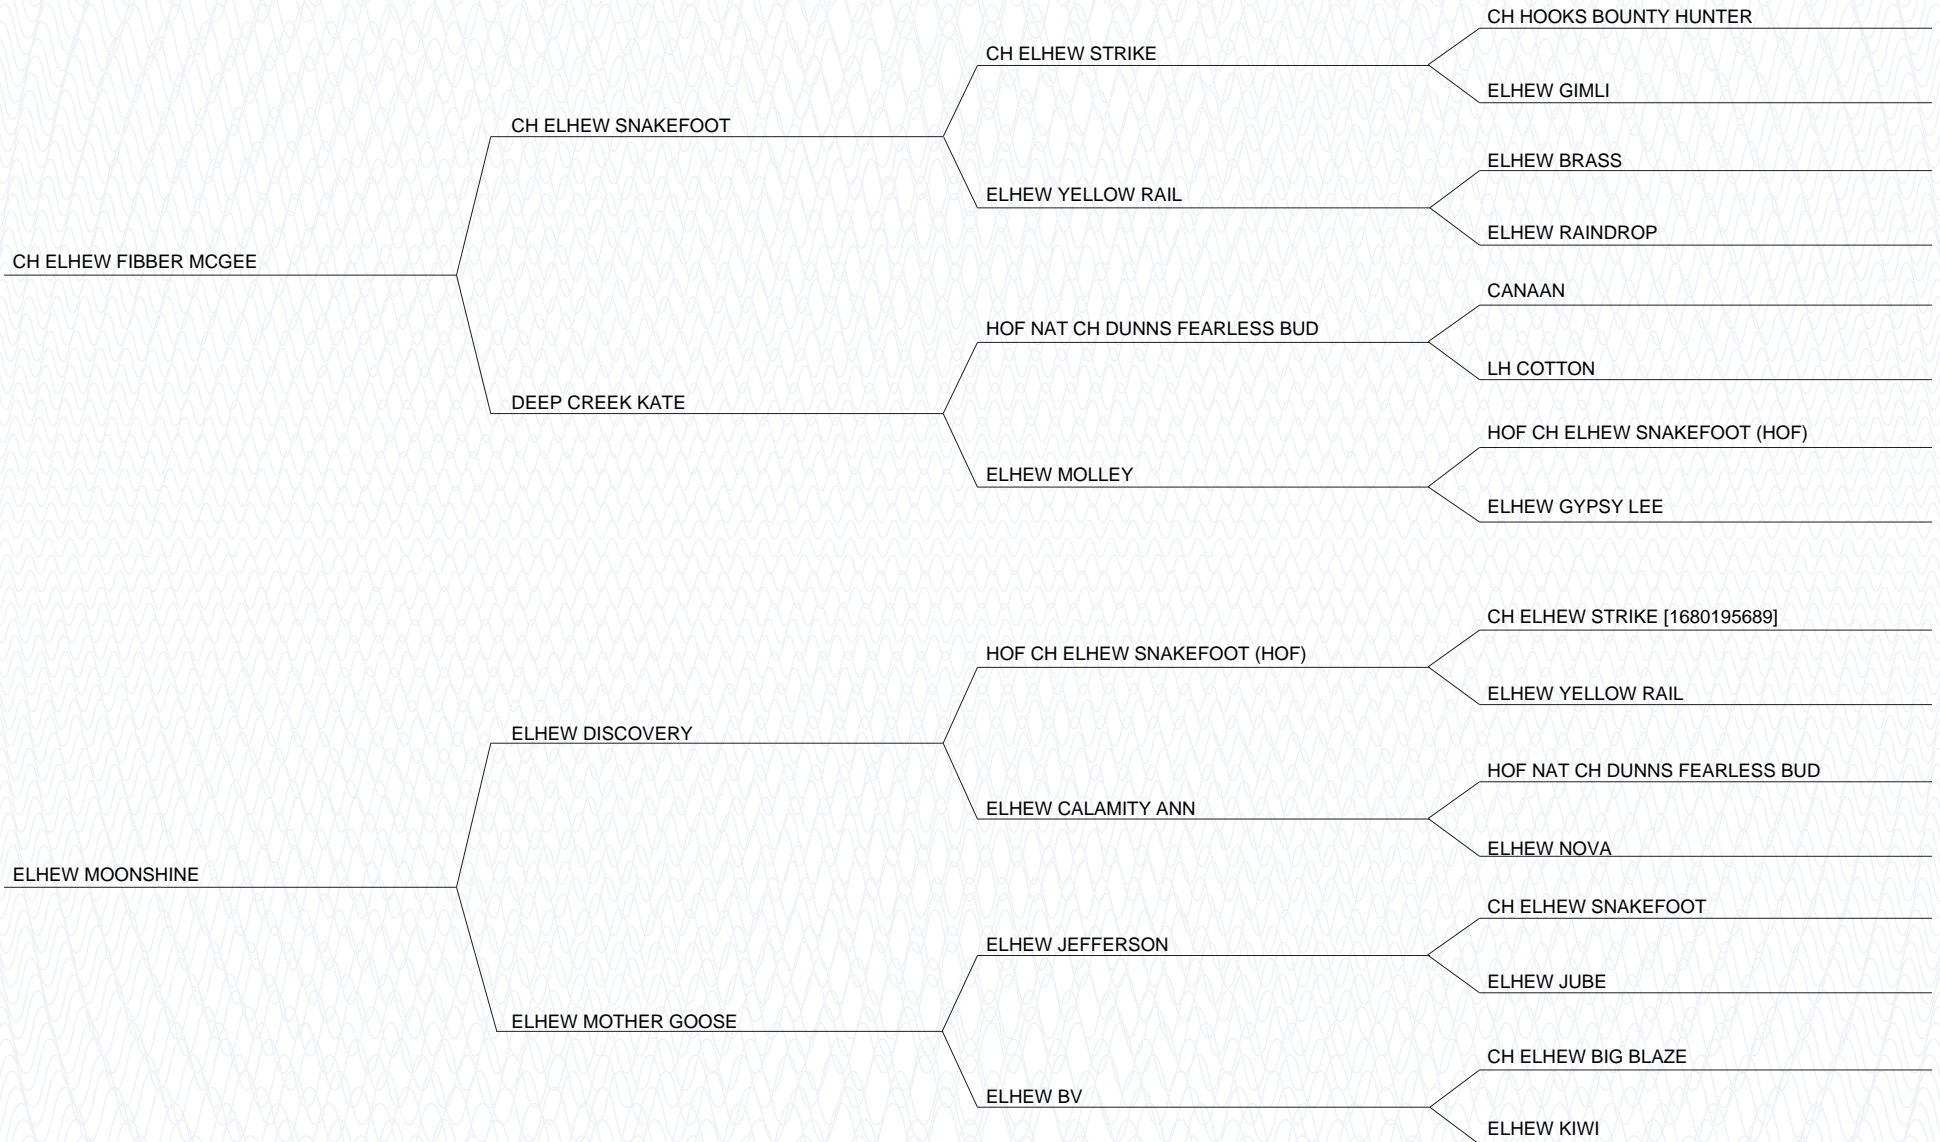 CH HOOKS BOUNTY HUNTER
CH ELHEW STRIKE
ELHEW GIMLI
CH ELHEW SNAKEFOOT
ELHEW BRASS
ELHEW YELLOW RAIL
ELHEW RAINDROP
CH ELHEW FIBBER MCGEE
CANAAN
HOF NAT CH DUNNS FEARLESS BUD
LH COTTON
DEEP CREEK KATE
HOF CH ELHEW SNAKEFOOT (HOF)
ELHEW MOLLEY
ELHEW GYPSY LEE
CH ELHEW STRIKE [1680195689]
HOF CH ELHEW SNAKEFOOT (HOF)
ELHEW YELLOW RAIL
ELHEW DISCOVERY
HOF NAT CH DUNNS FEARLESS BUD
ELHEW CALAMITY ANN
ELHEW NOVA
ELHEW MOONSHINE
CH ELHEW SNAKEFOOT
ELHEW JEFFERSON
ELHEW JUBE
ELHEW MOTHER GOOSE
CH ELHEW BIG BLAZE
ELHEW BV
ELHEW KIWI